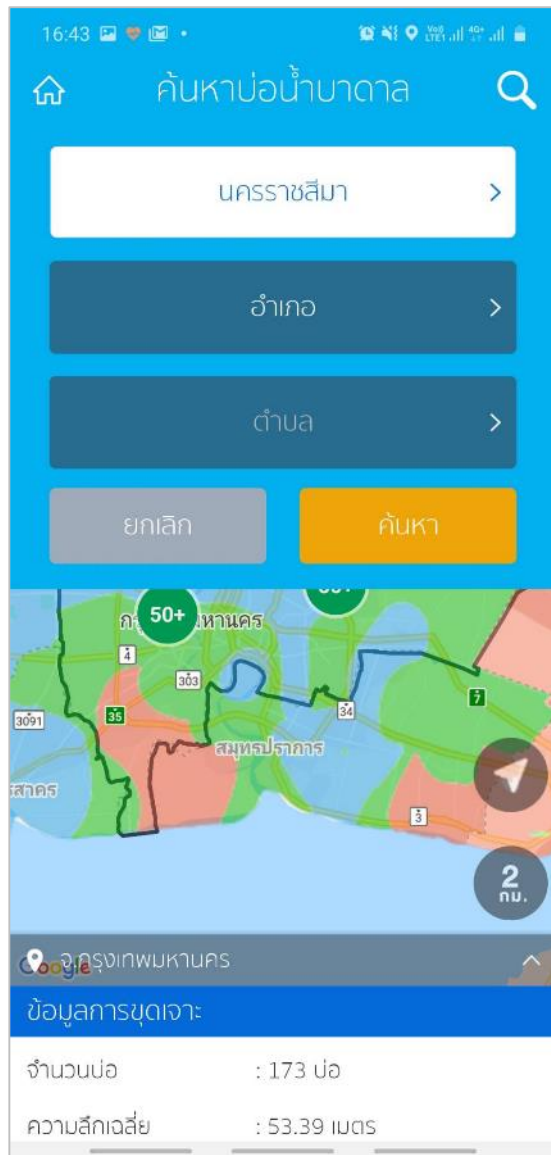 16:43
ค้นหาบ่อน้ำบาดาล
นครราชสีมา
อำเภอ
ตำบล
ยกเลิก
ค้นหา
50+
หานคร
4
303
3091
35
34
7
สมุทรปราการ
สาคร
3
2
กม.
จ.กรุงเทพมหานคร
Google
ข้อมูลการขุดเจาะ
จำนวนบ่อ : 173 บ่อ
ความลึกเฉลี่ย : 53.39 เมตร